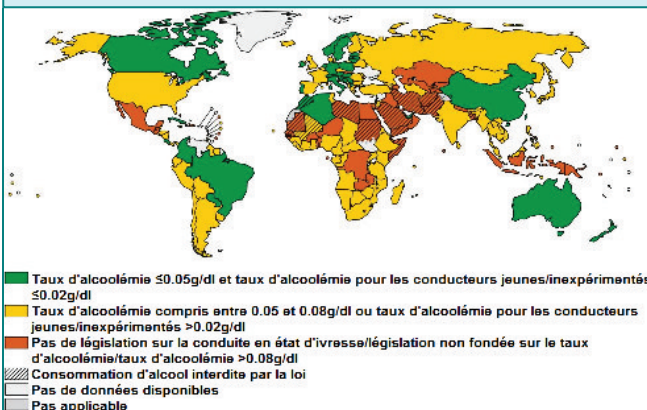 Taux d'alcoolémie ≤0.05g/dl et taux d'alcoolémie pour les conducteurs jeunes/inexpérimentés
≤0.02g/dl
Taux d'alcoolémie compris entre 0.05 et 0.08g/dl ou taux d'alcoolémie pour les conducteurs
jeunes/inexpérimentés >0.02g/dl
Pas de législation sur la conduite en état d'ivresse/législation non fondée sur le taux
d'alcoolémie/taux d'alcoolémie >0.08g/dl
Consommation d'alcool interdite par la loi
Pas de données disponibles
Pas applicable